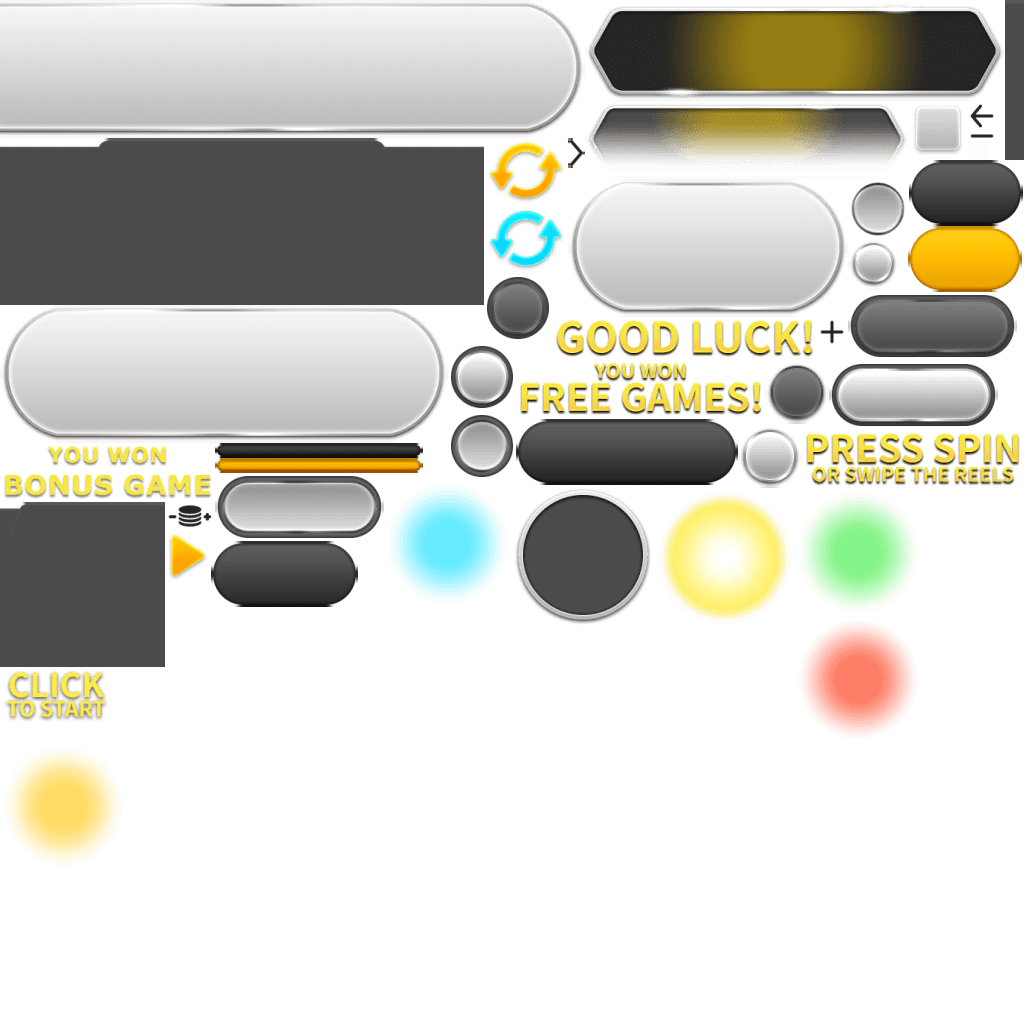 GOOD LUCK!
YOU WON
FREE GAMES!
PRESS SPIN
OR SWIPE THE REELS
YOU WON
BONUS GAME
CLICK
TO START